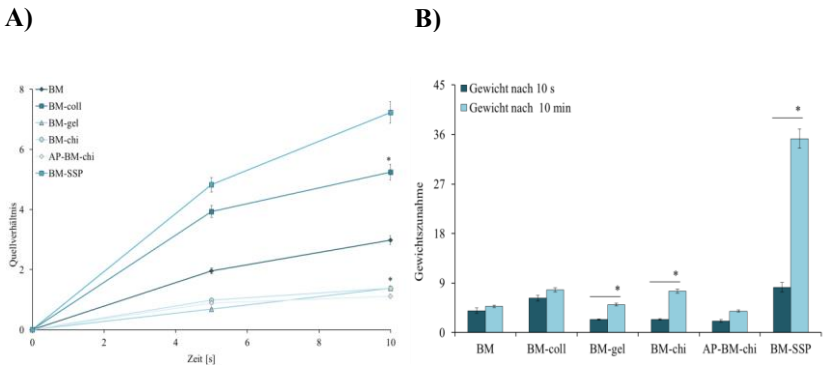 A)
B)
8
6
4
2
0
Quellverhältnis
BM
BM-coll
BM-gel
BM-chi
AP-BM-chi
BM-SSP
*
*
0 2 4 6 8 10
Zeit [s]
45
36
27
18
9
0
Gewichtszunahme
Gewicht nach 10 s
Gewicht nach 10 min
* * *
BM BM-coll BM-gel BM-chi AP-BM-chi BM-SSP